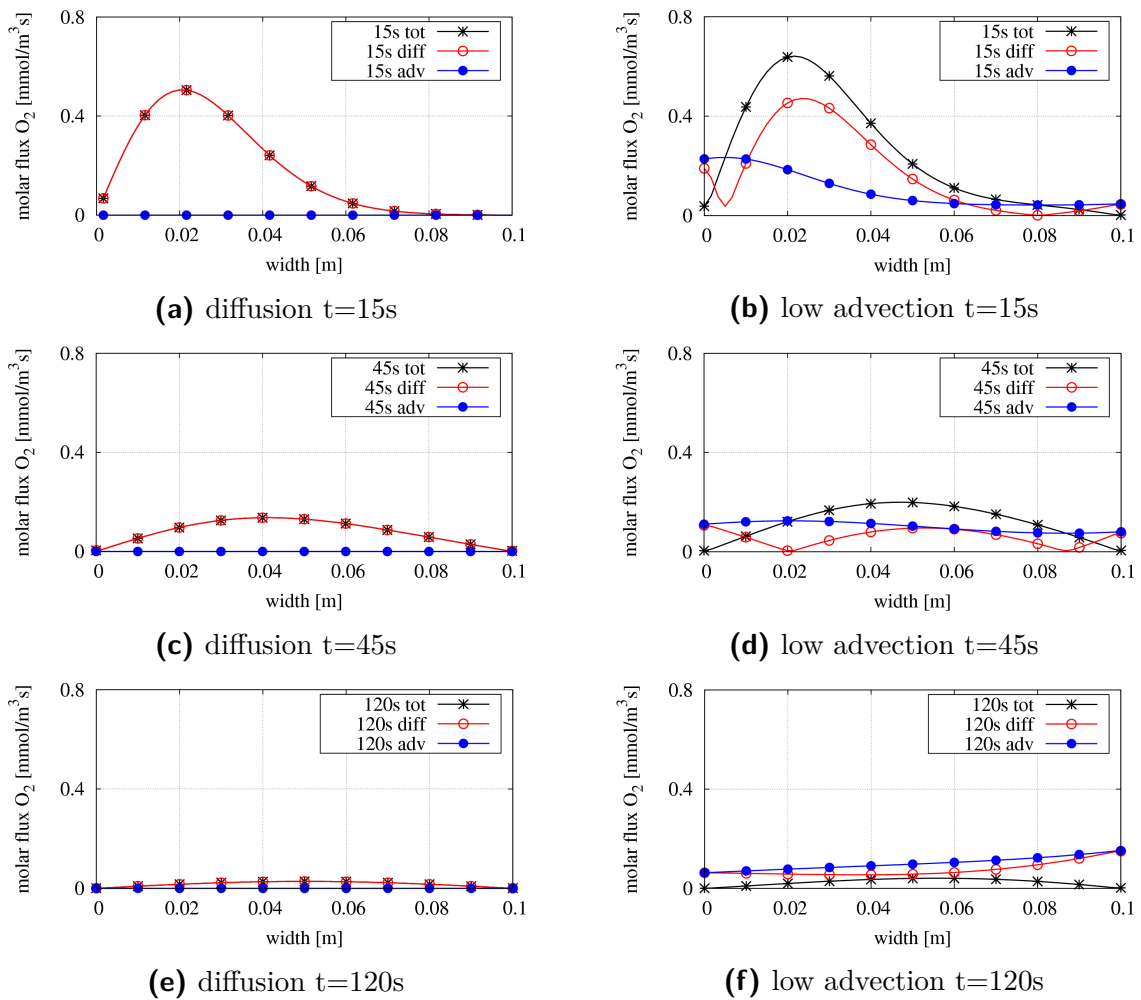 molar flux O2 [mmol/m3s]
0.8
0.4
0
15s tot
15s diff
15s adv
0 0.02 0.04 0.06 0.08 0.1
width [m]
(a) diffusion t=15s
molar flux O2 [mmol/m3s]
0.8
0.4
0
15s tot
15s diff
15s adv
0 0.02 0.04 0.06 0.08 0.1
width [m]
(b) low advection t=15s
molar flux O2 [mmol/m3s]
0.8
0.4
0
45s tot
45s diff
45s adv
0 0.02 0.04 0.06 0.08 0.1
width [m]
(c) diffusion t=45s
molar flux O2 [mmol/m3s]
0.8
0.4
0
45s tot
45s diff
45s adv
0 0.02 0.04 0.06 0.08 0.1
width [m]
(d) low advection t=45s
molar flux O2 [mmol/m3s]
0.8
0.4
0
120s tot
120s diff
120s adv
0 0.02 0.04 0.06 0.08 0.1
width [m]
(e) diffusion t=120s
molar flux O2 [mmol/m3s]
0.8
0.4
0
120s tot
120s diff
120s adv
0 0.02 0.04 0.06 0.08 0.1
width [m]
(f) low advection t=120s